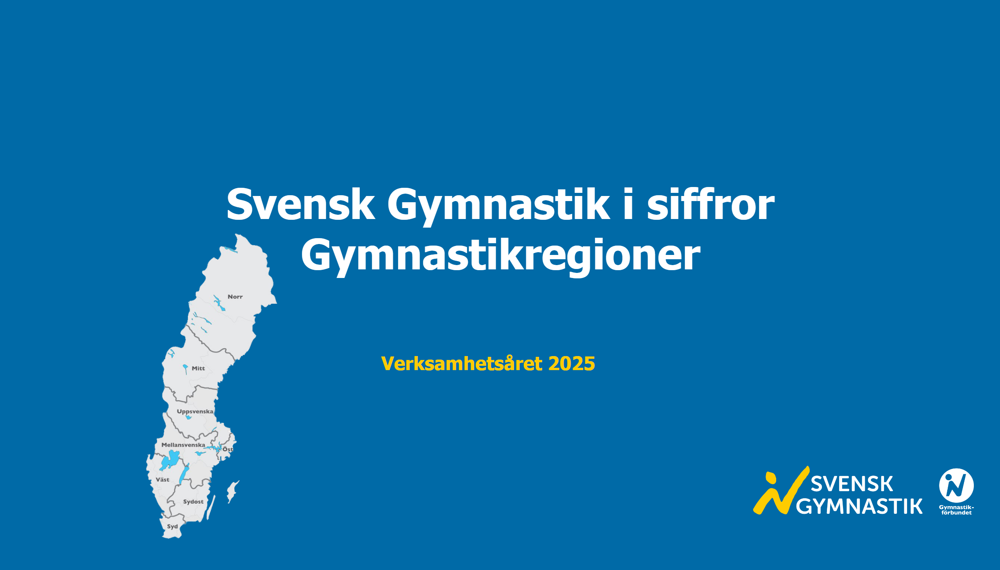 Svensk Gymnastik i siffror
Gymnastikregioner
Verksamhetsåret 2025
Norr
Mitt
Uppsvenska
Mellansvenska
Öst
Väst
Sydost
Syd
SVENSK
GYMNASTIK
Gymnastik-
förbundet